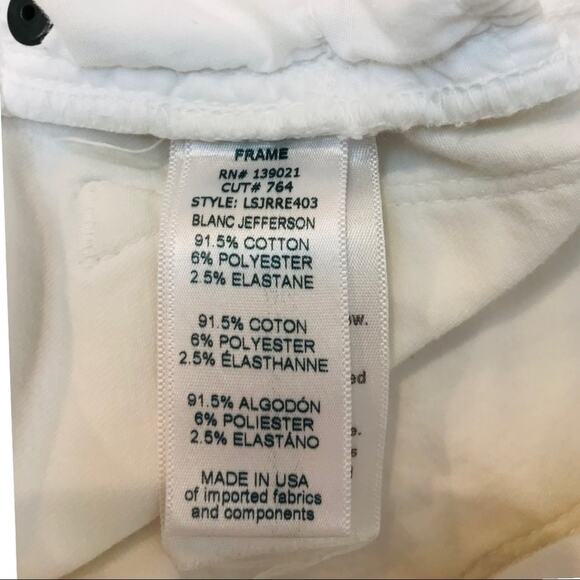 FRAME
RN# 139021
CUT# 764
STYLE: LSJRRE403
BLANC JEFFERSON
91.5% COTTON
6% POLYESTER
2.5% ELASTANE
91.5% COTON
6% POLYESTER
2.5% ÉLASTHANNE
91.5% ALGODÓN
6% POLIESTER
2.5% ELASTÁNO
MADE IN USA
of imported fabrics
and components